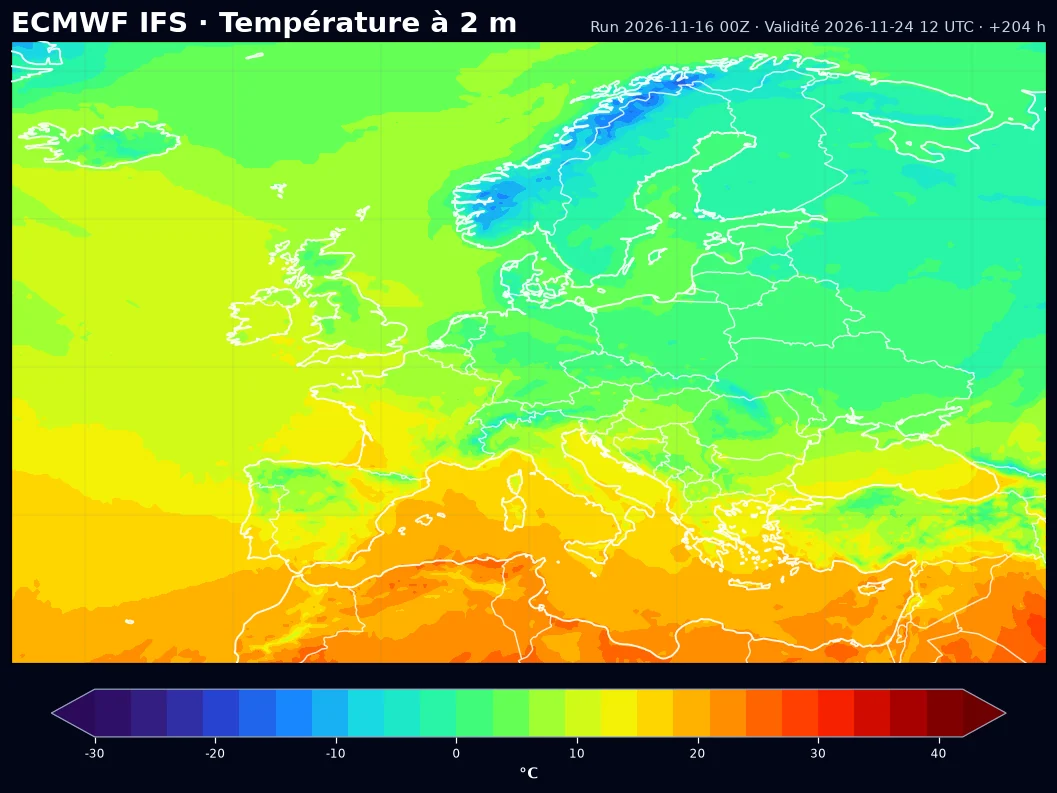 ECMWF IFS · Température à 2 m
Run 2026-11-16 00Z · Validité 2026-11-24 12 UTC · +204 h
-30 -20 -10 0 10 20 30 40
°C